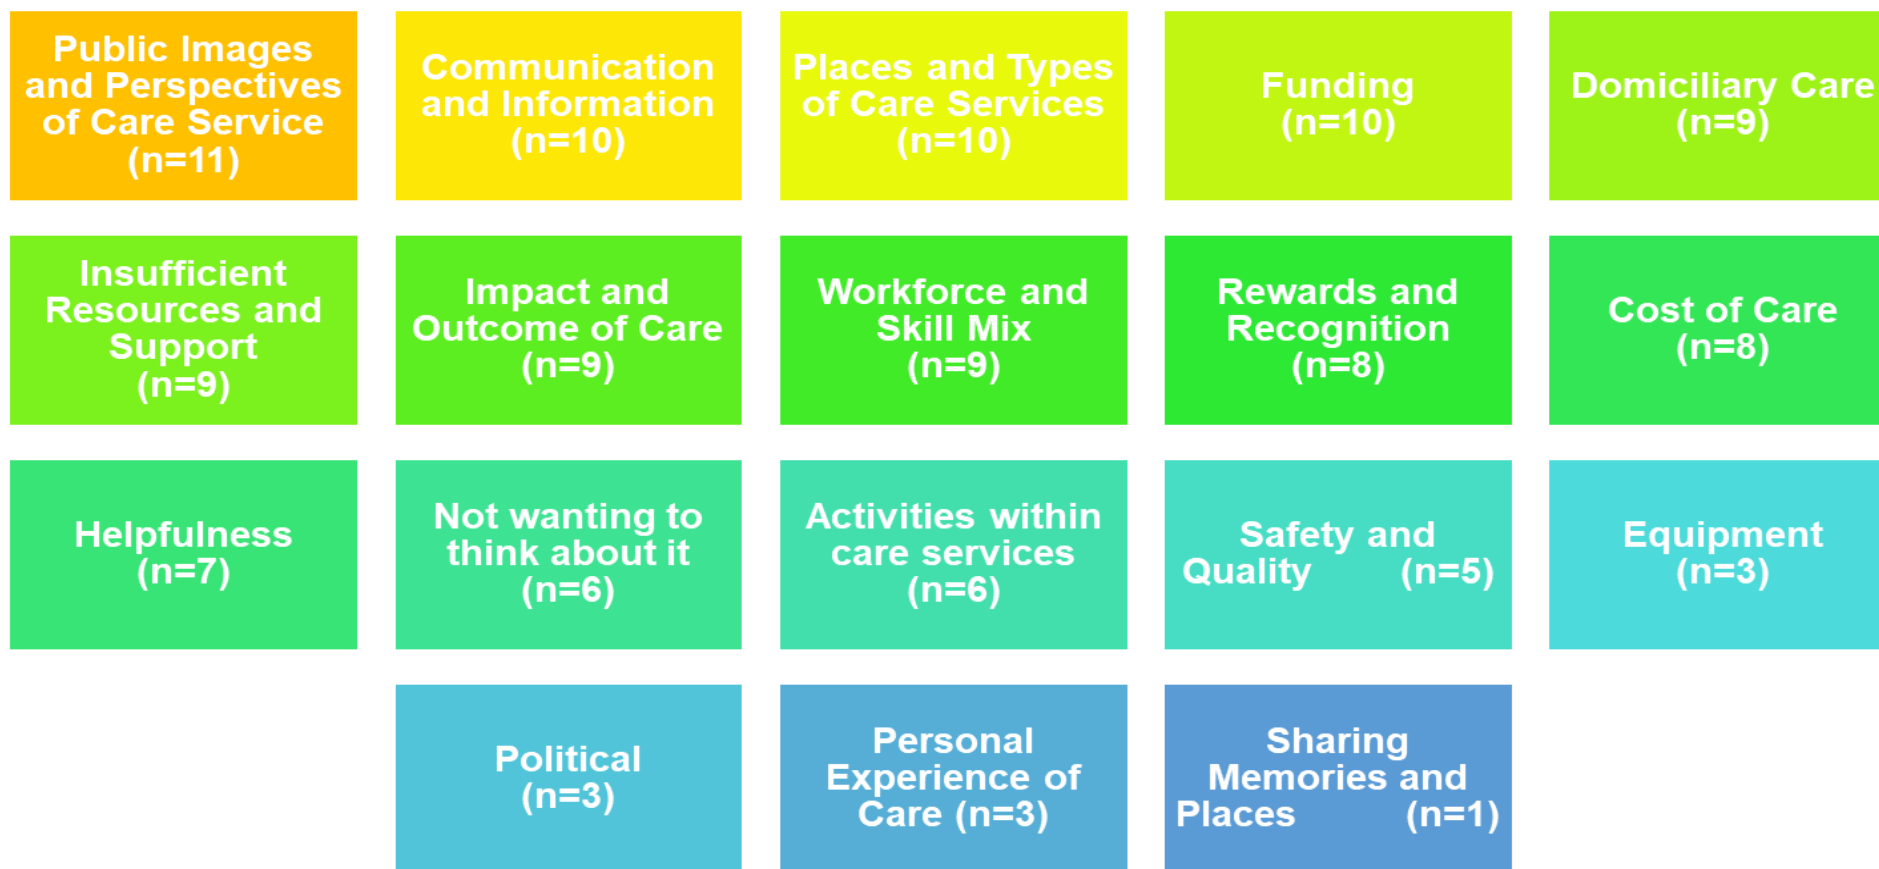 Public Images
and Perspectives
of Care Service
(n=11)
Communication
and Information
(n=10)
Places and Types
of Care Services
(n=10)
Funding
(n=10)
Domiciliary Care
(n=9)
Insufficient
Resources and
Support
(n=9)
Impact and
Outcome of Care
(n=9)
Workforce and
Skill Mix
(n=9)
Rewards and
Recognition
(n=8)
Cost of Care
(n=8)
Helpfulness
(n=7)
Not wanting to
think about it
(n=6)
Activities within
care services
(n=6)
Safety and
Quality (n=5)
Equipment
(n=3)
Political
(n=3)
Personal
Experience of
Care (n=3)
Sharing
Memories and
Places (n=1)